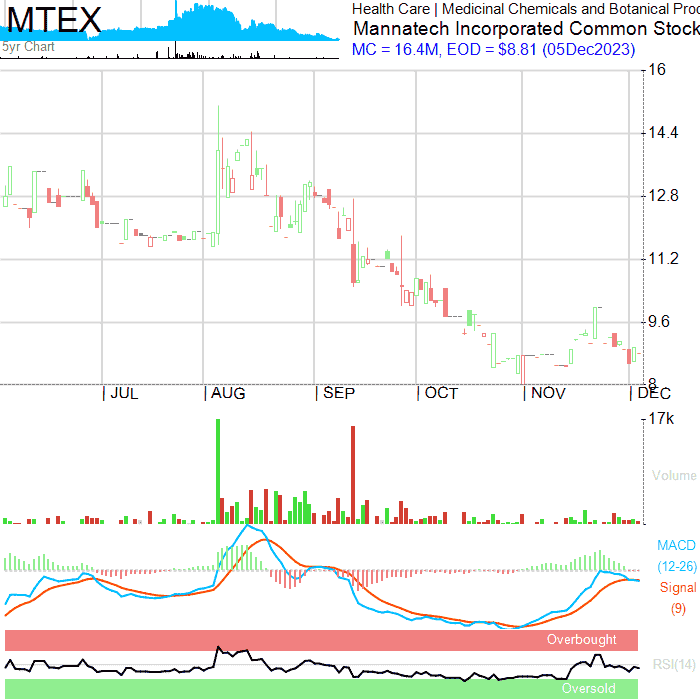 MTEX
5yr Chart
Health Care | Medicinal Chemicals and Botanical Proc
Mannatech Incorporated Common Stock
MC = 16.4M, EOD = $8.81 (05Dec2023)
16
14.4
12.8
11.2
9.6
8
JUL AUG SEP OCT NOV DEC
17k
Volume
MACD
(12-26)
Signal
(9)
Overbought
RSI(14)
Oversold